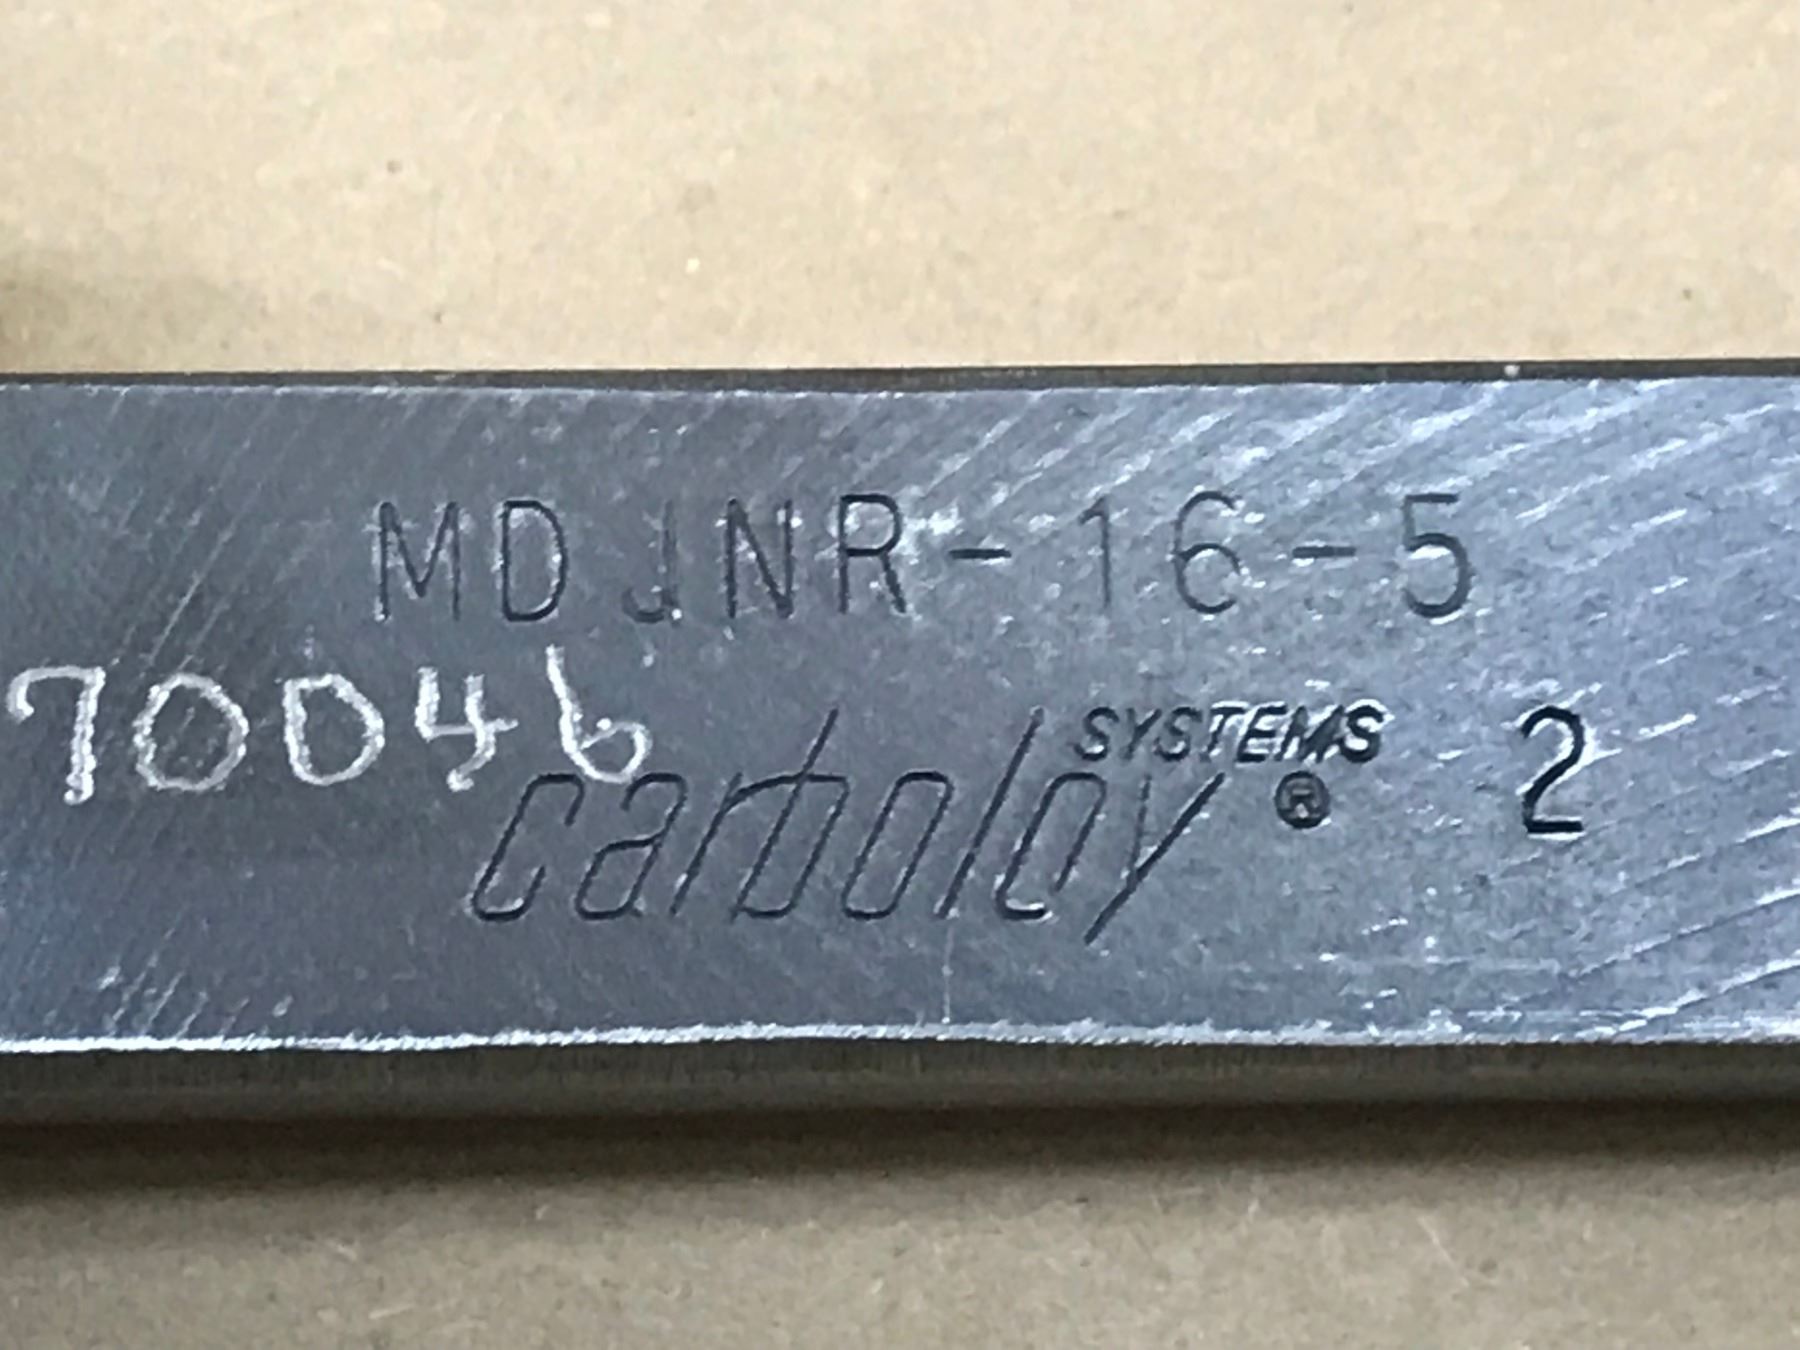 MDJNR-16-5
70046
carboloy SYSTEMS ® 2